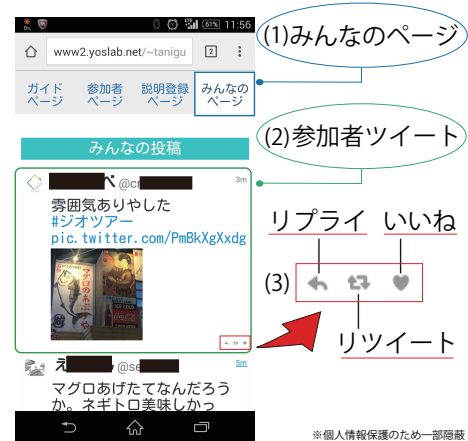 61% 11:56
www2.yoslab.net/~tanigu 2
ガイド
ページ
参加者
ページ
説明登録
ページ
みんなの
ページ
(1)みんなのページ
みんなの投稿
(2)参加者ツイート
べ @c 3m
雰囲気ありやした
#ジオツアー
pic.twitter.com/PmBkXgXxdg
リプライ いいね
(3)
リツイート
え @se 5m
マグロあげたてなんだろう
か。ネギトロ美味しかっ
※個人情報保護のため一部隠蔽